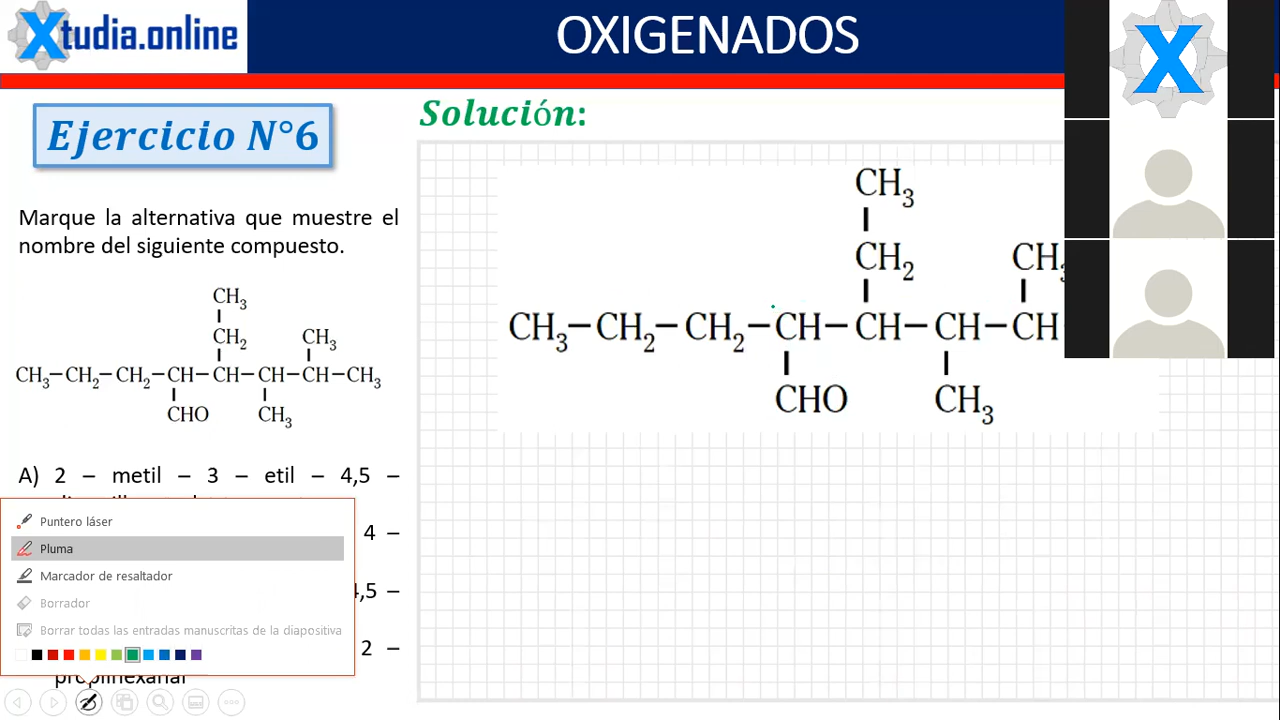 Xtudia.online
OXIGENADOS
X
Ejercicio N°6
Solución:
Marque la alternativa que muestre el
nombre del siguiente compuesto.
CH3
CH2 CH3
CH3–CH2–CH2–CH–CH–CH–CH–CH3
CHO CH3
A) 2 – metil – 3 – etil – 4,5 –
4 –
4,5 –
2 –
propilhexanal
CH3
CH2 CH3
CH3–CH2–CH2–CH–CH–CH–CH
CHO CH3
Puntero láser
Pluma
Marcador de resaltador
Borrador
Borrar todas las entradas manuscritas de la diapositiva